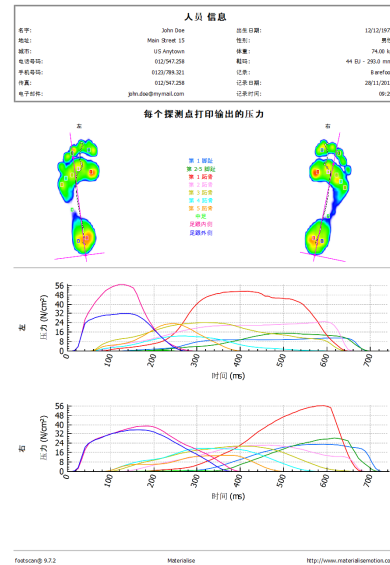 人员 信息
名字: John Doe 出生日期: 12/12/197
地址: Main Street 15 性别: 男性
城市: US Anytown 体重: 74.00 k
电话号码: 012/547.258 鞋码: 44 EU - 293.0 mm
手机号码: 0123/789.321 记录: Barefoo
传真: 012/547.258 记录日期: 28/11/201
电子邮件: john.doe@mymail.com 记录时间: 09:2
每个探测点打印输出的压力
左 右
第 1 脚趾
第 2-5 脚趾
第 1 跖骨
第 2 跖骨
第 3 跖骨
第 4 跖骨
第 5 跖骨
中足
足跟内侧
足跟外侧
左
压力 (N/cm²)
56
48
40
32
24
16
8
0
0 100 200 300 400 500 600 700
时间 (ms)
右
压力 (N/cm²)
56
48
40
32
24
16
8
0
0 100 200 300 400 500 600 700
时间 (ms)
footscan® 9.7.2 Materialise http://www.materialisemotion.co